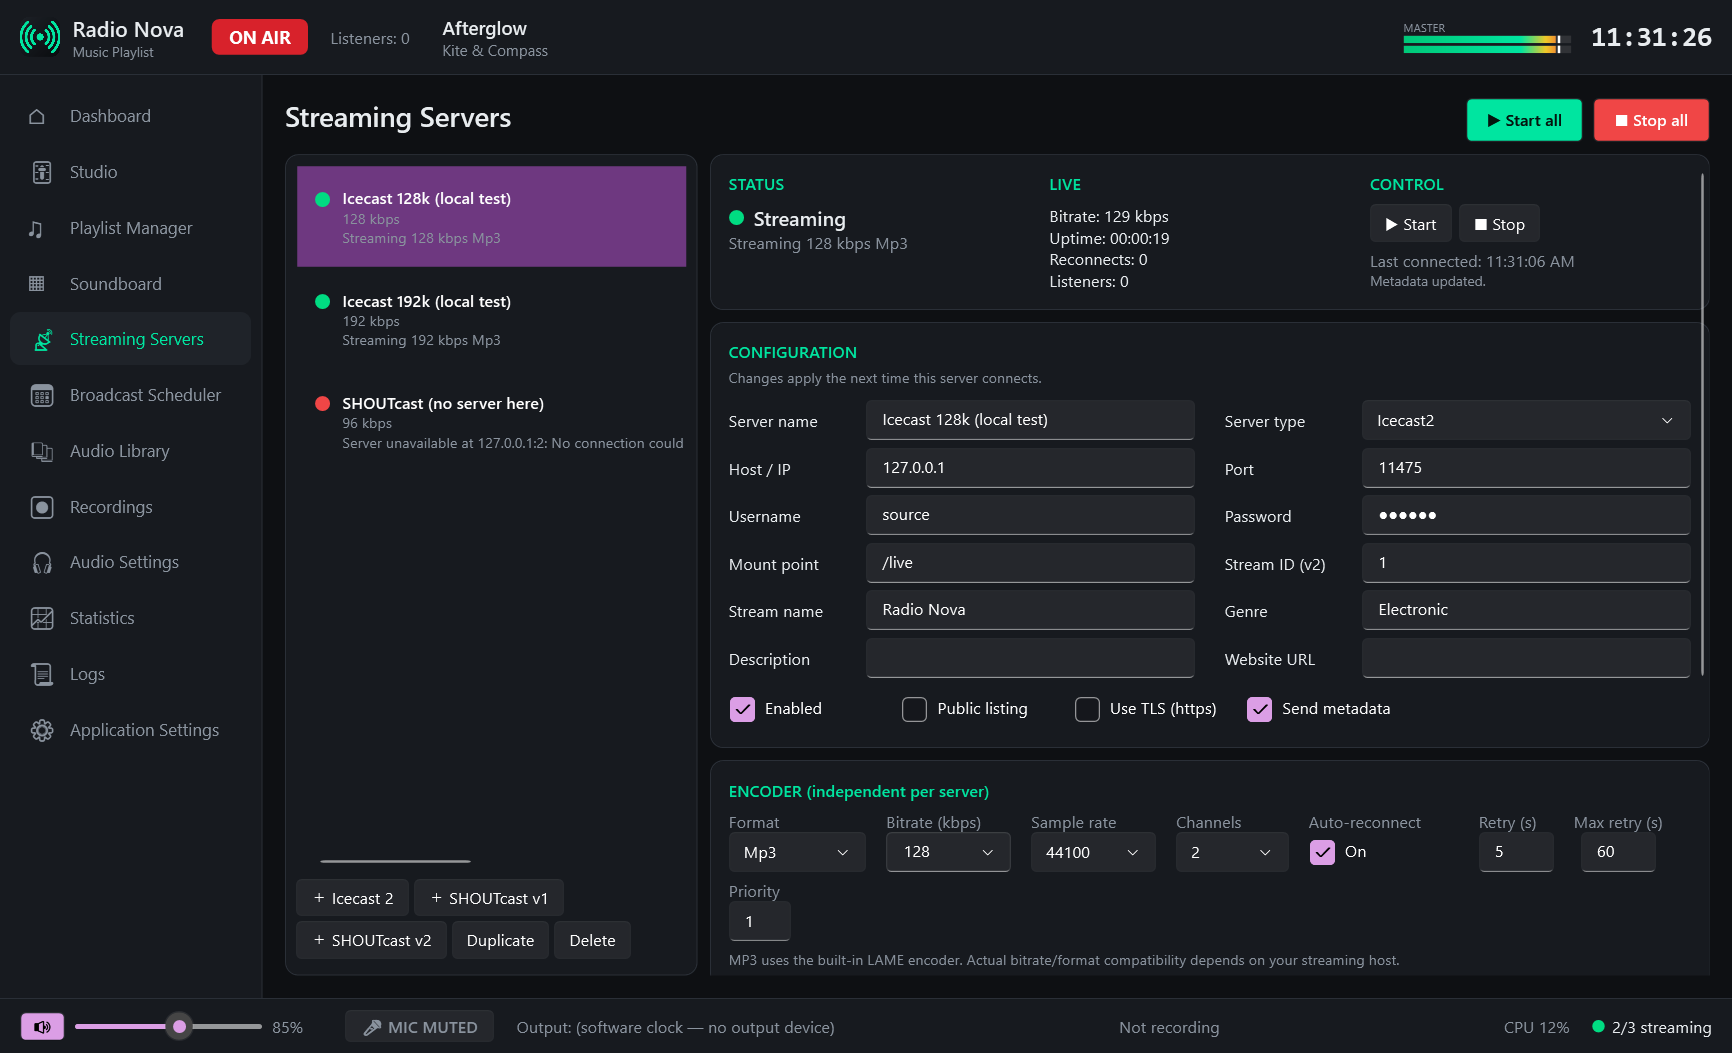 Radio Nova
Music Playlist
ON AIR
Listeners: 0
Afterglow
Kite & Compass
MASTER
11:31:26
Dashboard
Studio
Playlist Manager
Soundboard
Streaming Servers
Broadcast Scheduler
Audio Library
Recordings
Audio Settings
Statistics
Logs
Application Settings
Streaming Servers
Start all
Stop all
Icecast 128k (local test)
128 kbps
Streaming 128 kbps Mp3
Icecast 192k (local test)
192 kbps
Streaming 192 kbps Mp3
SHOUTcast (no server here)
96 kbps
Server unavailable at 127.0.0.1:2: No connection could
+ Icecast 2
+ SHOUTcast v1
+ SHOUTcast v2
Duplicate
Delete
STATUS
Streaming
Streaming 128 kbps Mp3
LIVE
Bitrate: 129 kbps
Uptime: 00:00:19
Reconnects: 0
Listeners: 0
CONTROL
Start
Stop
Last connected: 11:31:06 AM
Metadata updated.
CONFIGURATION
Changes apply the next time this server connects.
Server name
Icecast 128k (local test)
Server type
Icecast2
Host / IP
127.0.0.1
Port
11475
Username
source
Password
●●●●●●
Mount point
/live
Stream ID (v2)
1
Stream name
Radio Nova
Genre
Electronic
Description
Website URL
Enabled
Public listing
Use TLS (https)
Send metadata
ENCODER (independent per server)
Format
Mp3
Bitrate (kbps)
128
Sample rate
44100
Channels
2
Auto-reconnect
On
Retry (s)
5
Max retry (s)
60
Priority
1
MP3 uses the built-in LAME encoder. Actual bitrate/format compatibility depends on your streaming host.
85%
MIC MUTED
Output: (software clock — no output device)
Not recording
CPU 12%
2/3 streaming